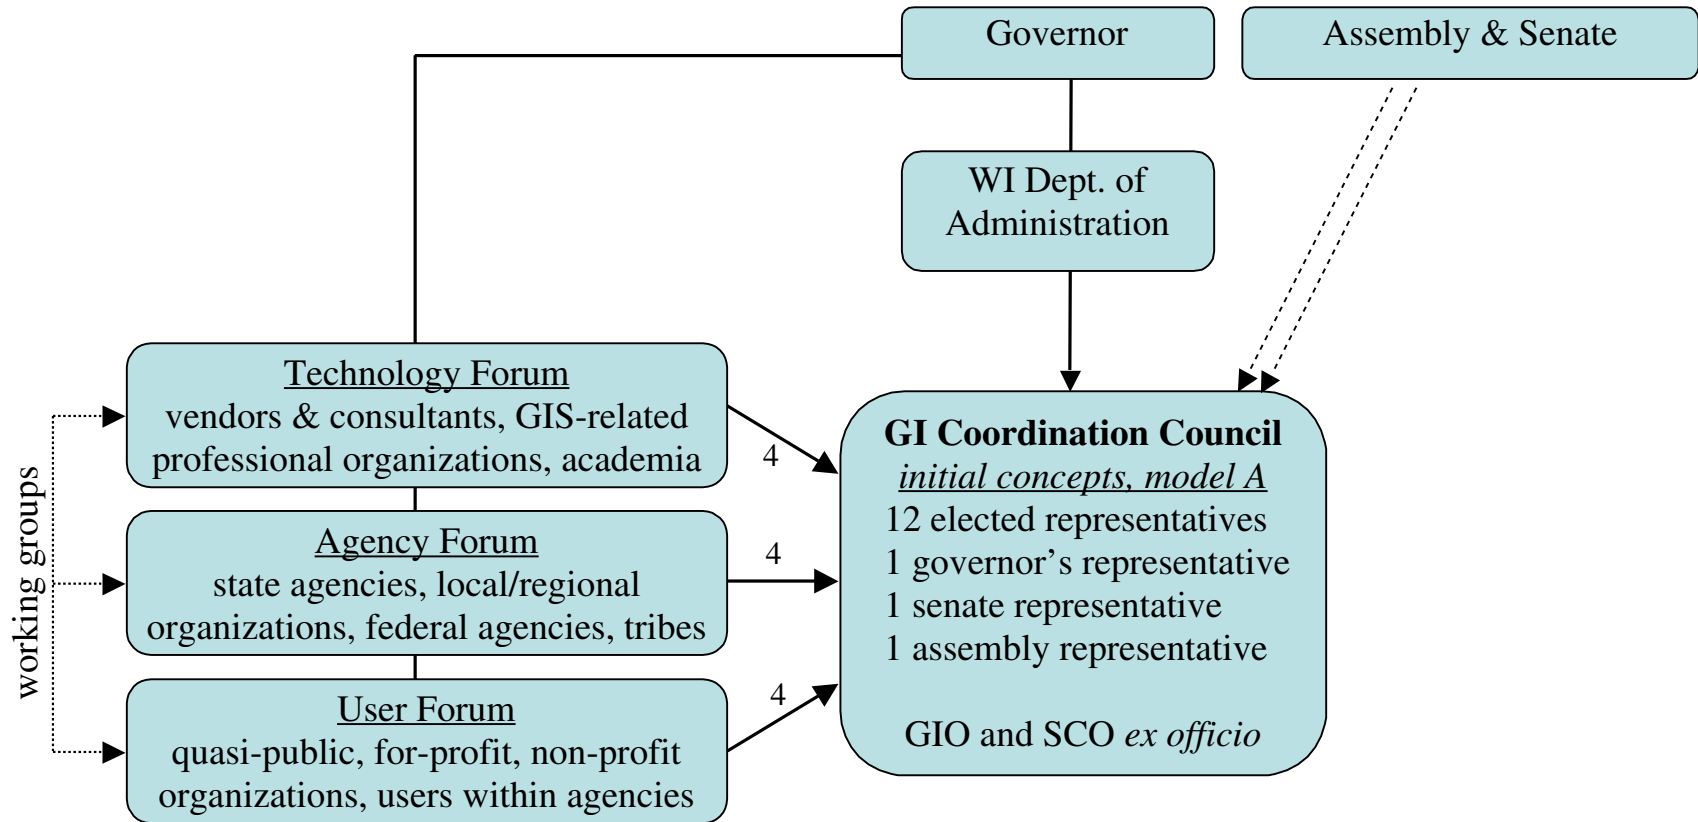 Governor
Assembly & Senate
WI Dept. of
Administration
working groups
Technology Forum
vendors & consultants, GIS-related
professional organizations, academia
4
Agency Forum
state agencies, local/regional
organizations, federal agencies, tribes
4
User Forum
quasi-public, for-profit, non-profit
organizations, users within agencies
4
GI Coordination Council
initial concepts, model A
12 elected representatives
1 governor’s representative
1 senate representative
1 assembly representative
GIO and SCO ex officio